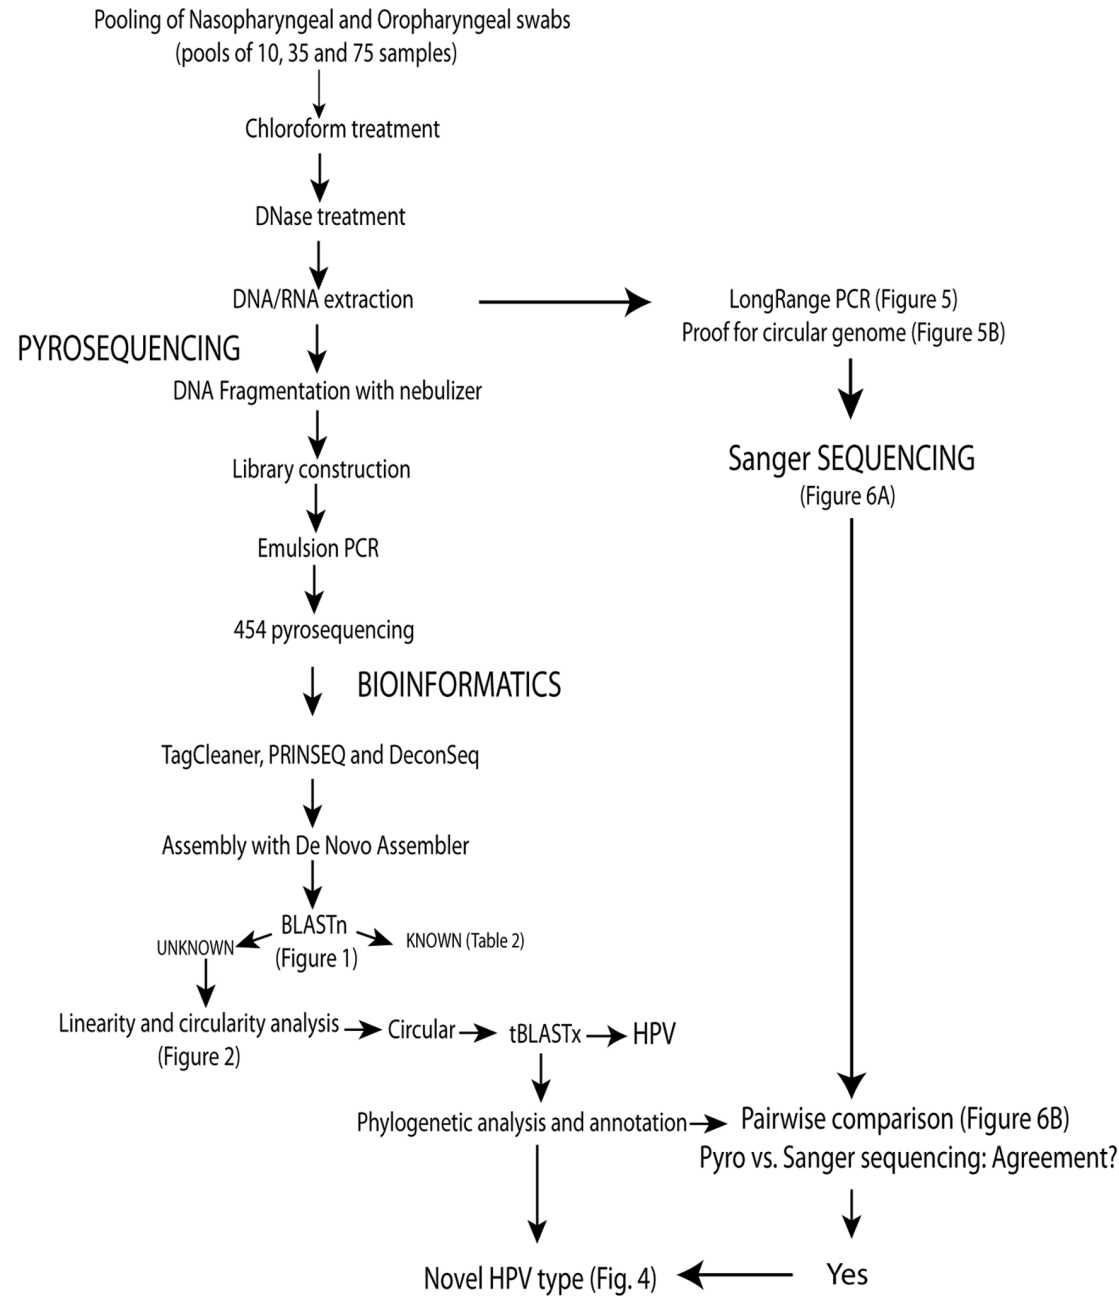 Pooling of Nasopharyngeal and Oropharyngeal swabs
(pools of 10, 35 and 75 samples)
Chloroform treatment
DNase treatment
DNA/RNA extraction
LongRange PCR (Figure 5)
Proof for circular genome (Figure 5B)
PYROSEQUENCING
DNA Fragmentation with nebulizer
Library construction
Sanger SEQUENCING
(Figure 6A)
Emulsion PCR
454 pyrosequencing
BIOINFORMATICS
TagCleaner, PRINSEQ and DeconSeq
Assembly with De Novo Assembler
BLASTn
(Figure 1)
UNKNOWN
KNOWN (Table 2)
Linearity and circularity analysis
(Figure 2)
Circular
tBLASTx
HPV
Phylogenetic analysis and annotation
Pairwise comparison (Figure 6B)
Pyro vs. Sanger sequencing: Agreement?
Novel HPV type (Fig. 4)
Yes